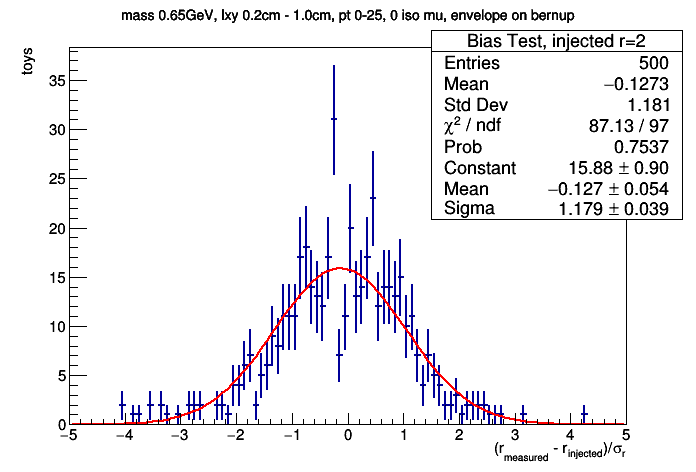 mass 0.65GeV, lxy 0.2cm - 1.0cm, pt 0-25, 0 iso mu, envelope on bernup
toys
Bias Test, injected r=2
Entries 500
Mean −0.1273
Std Dev 1.181
χ² / ndf 87.13 / 97
Prob 0.7537
Constant 15.88 ± 0.90
Mean −0.127 ± 0.054
Sigma 1.179 ± 0.039
35
30
25
20
15
10
5
0
−5 −4 −3 −2 −1 0 1 2 3 4 5
(r_measured - r_injected)/σ_r